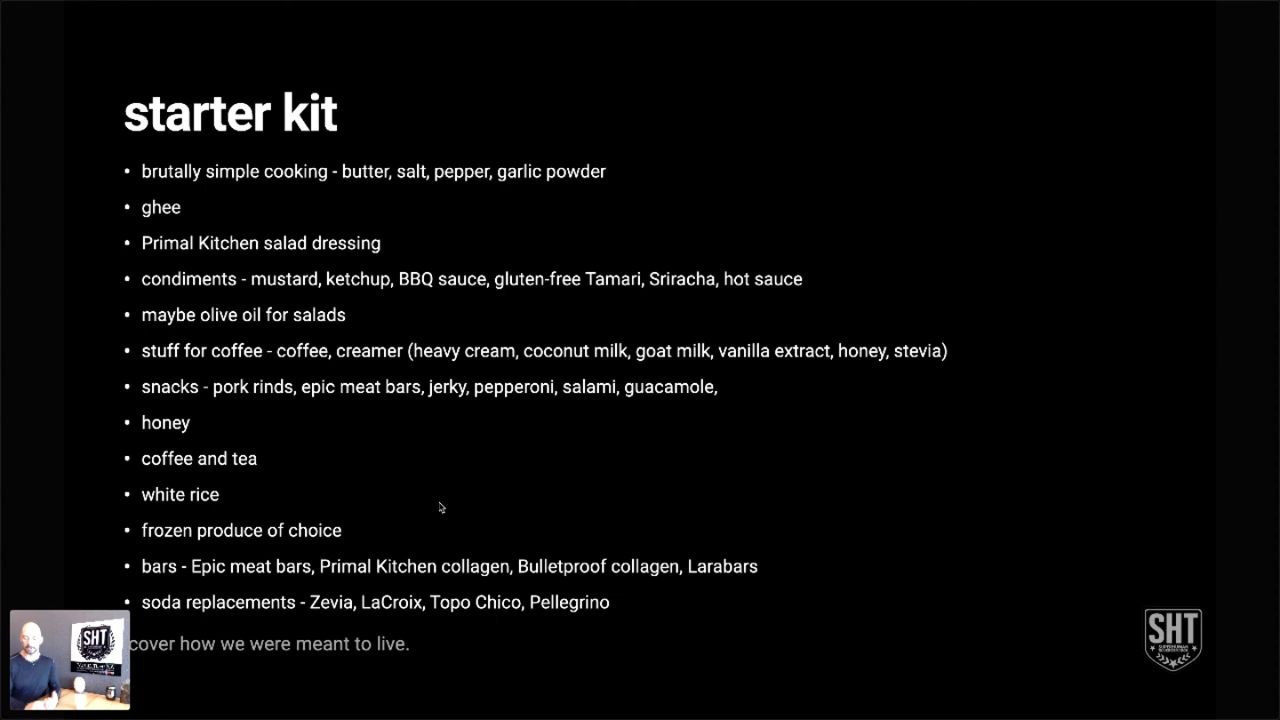 starter kit
• brutally simple cooking - butter, salt, pepper, garlic powder
• ghee
• Primal Kitchen salad dressing
• condiments - mustard, ketchup, BBQ sauce, gluten-free Tamari, Sriracha, hot sauce
• maybe olive oil for salads
• stuff for coffee - coffee, creamer (heavy cream, coconut milk, goat milk, vanilla extract, honey, stevia)
• snacks - pork rinds, epic meat bars, jerky, pepperoni, salami, guacamole,
• honey
• coffee and tea
• white rice
• frozen produce of choice
• bars - Epic meat bars, Primal Kitchen collagen, Bulletproof collagen, Larabars
• soda replacements - Zevia, LaCroix, Topo Chico, Pellegrino
cover how we were meant to live.
SHT
SHT